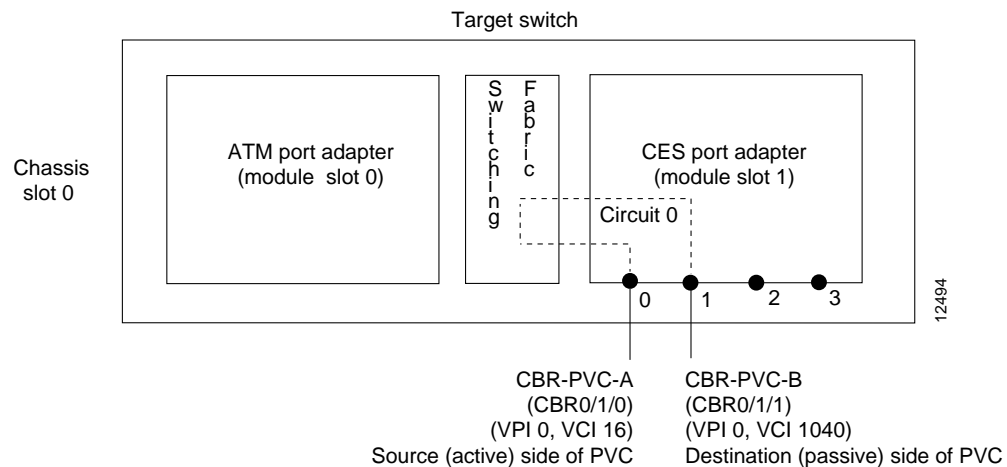 Target switch
Chassis
slot 0
ATM port adapter
(module slot 0)
Switching
Fabric
CES port adapter
(module slot 1)
Circuit 0
0
1
2
3
12494
CBR-PVC-A
(CBR0/1/0)
(VPI 0, VCI 16)
Source (active) side of PVC
CBR-PVC-B
(CBR0/1/1)
(VPI 0, VCI 1040)
Destination (passive) side of PVC